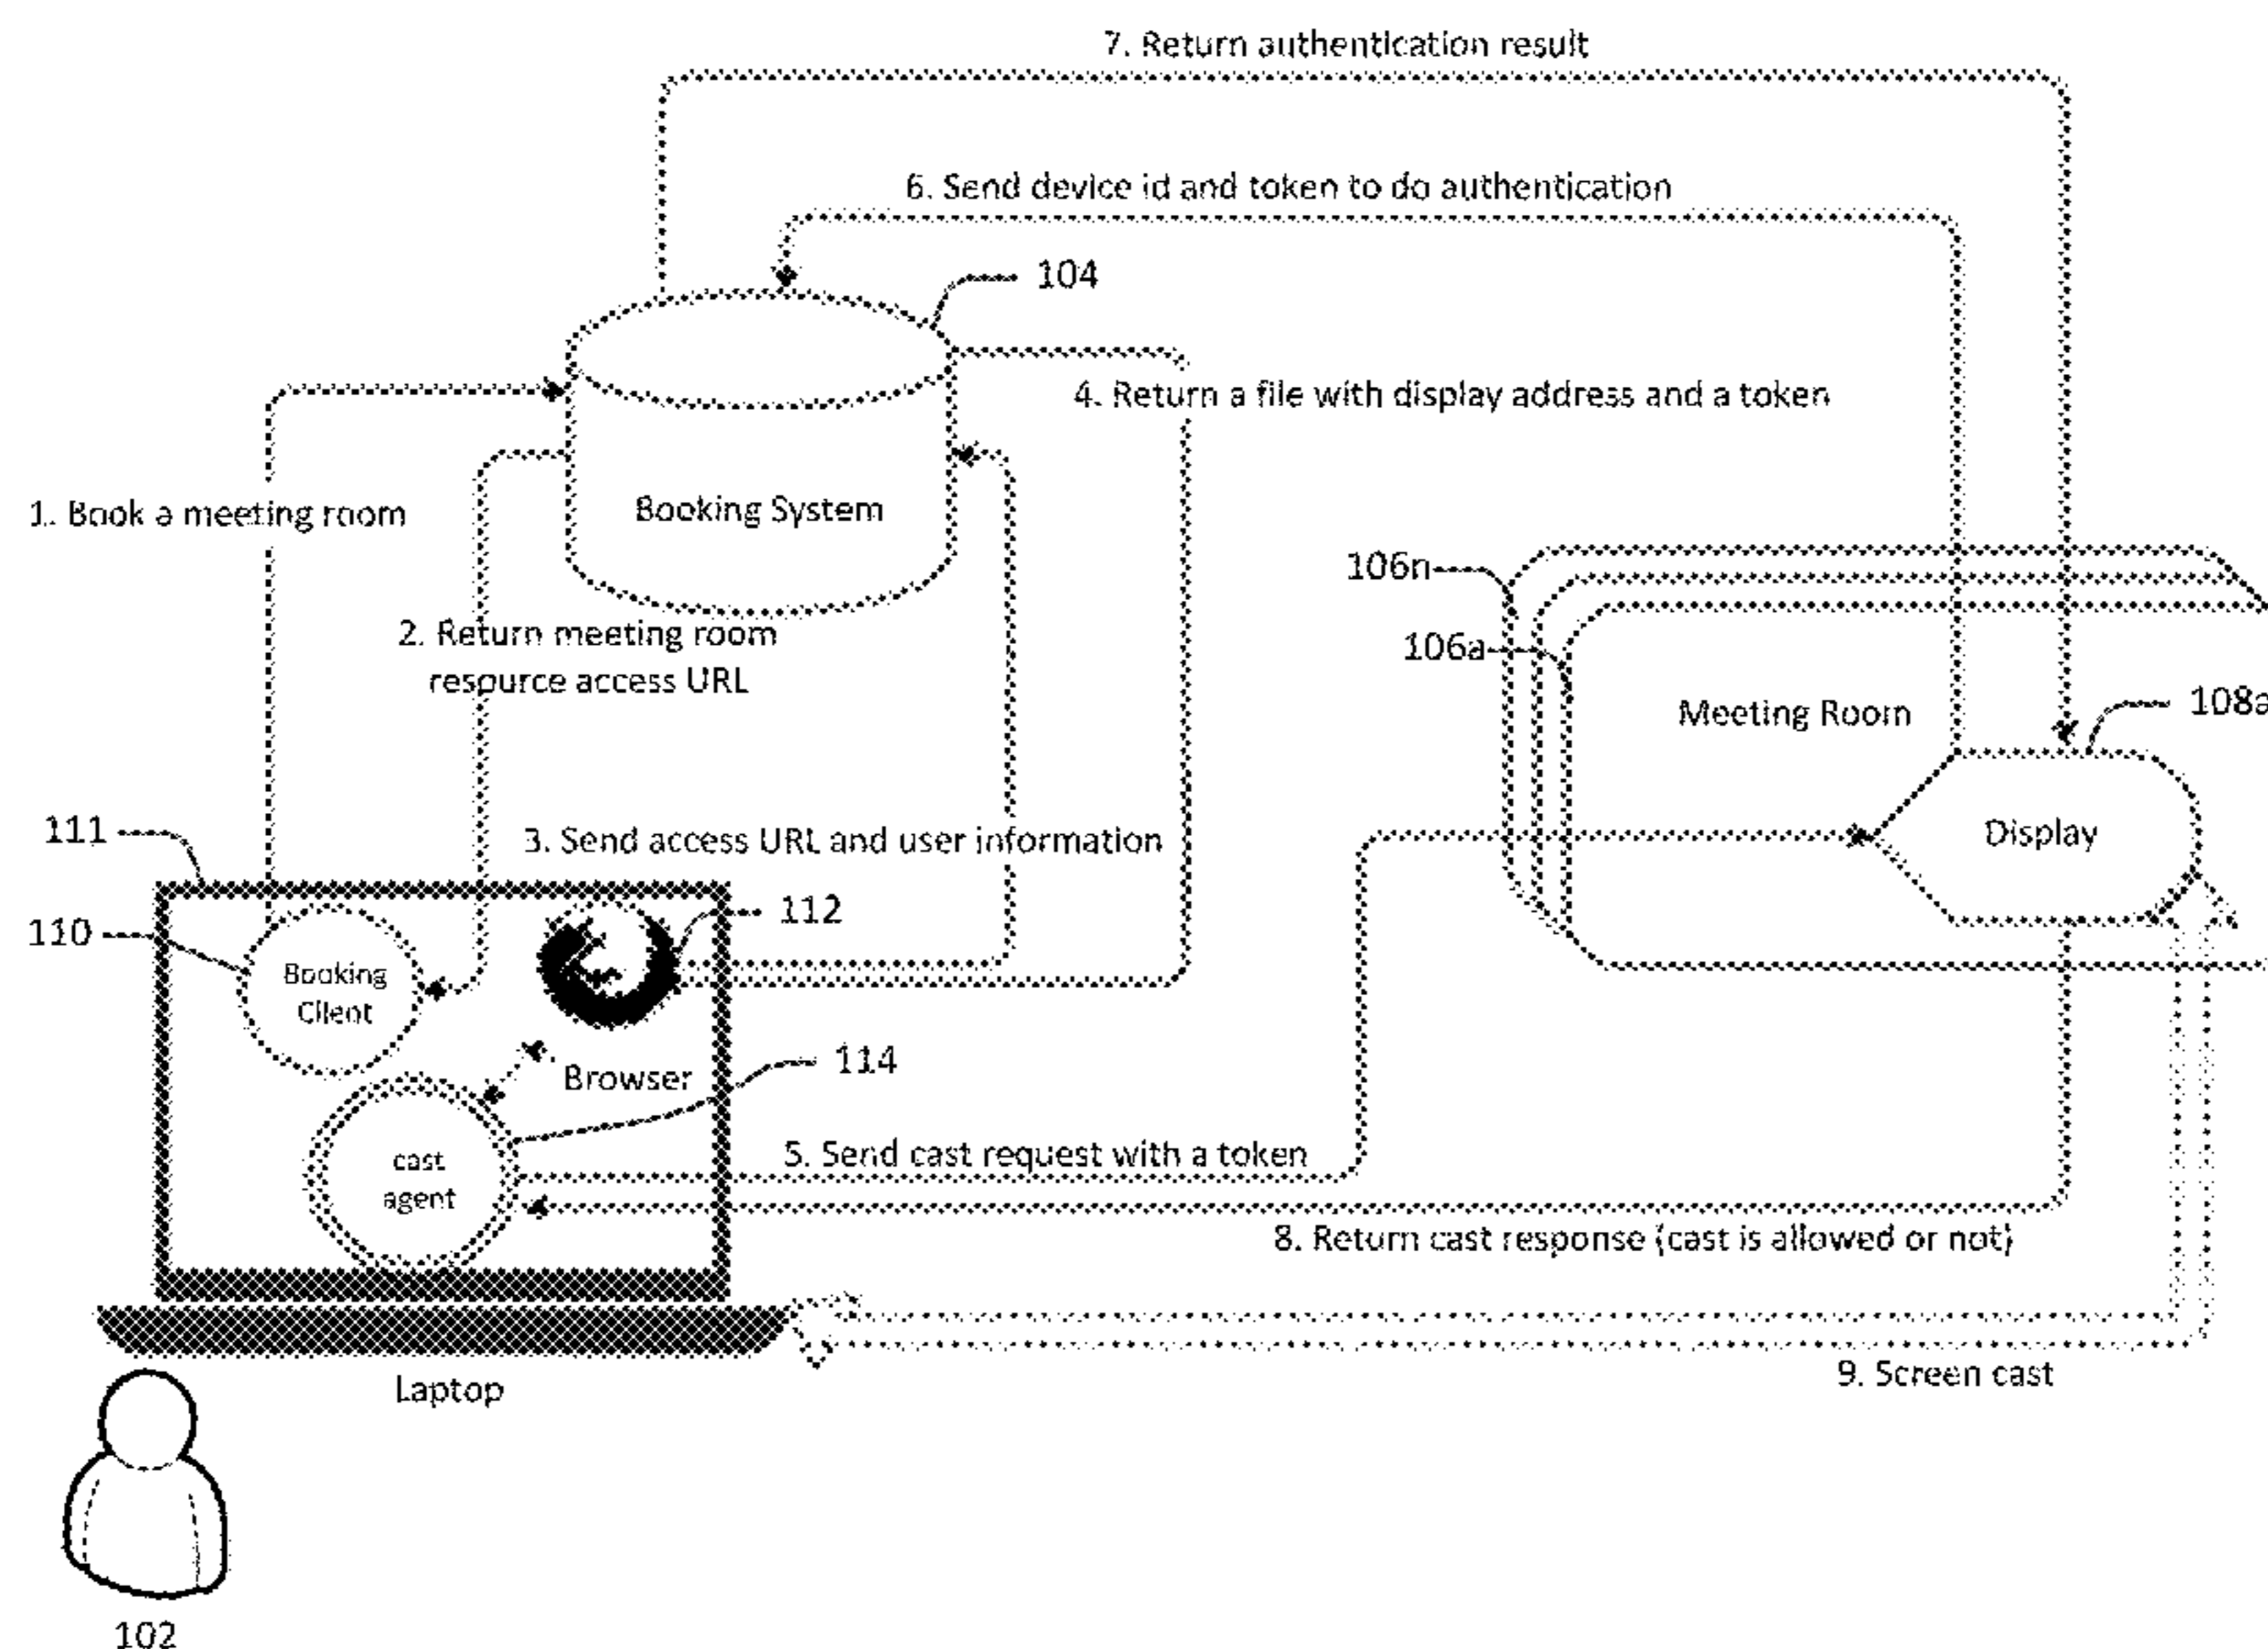 7. Return authentication result
6. Send device id and token to do authentication
104
4. Return a file with display address and a token
1. Book a meeting room
Booking System
106n
2. Return meeting room
resource access URL
106a
Meeting Room
108a
111
3. Send access URL and user information
Display
112
110
Booking
Client
114
Browser
cast
agent
5. Send cast request with a token
8. Return cast response (cast is allowed or not)
9. Screen cast
Laptop
102